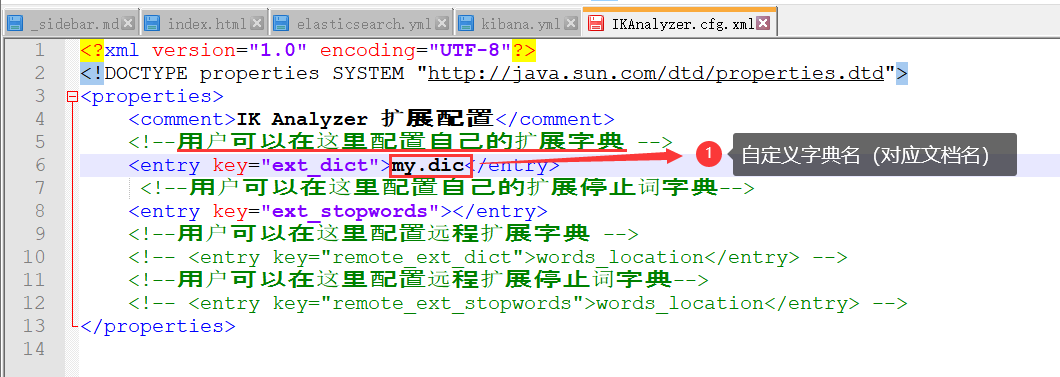 _sidebar.md index.html elasticsearch.yml kibana.yml IKAnalyzer.cfg.xml
1 <?xml version="1.0" encoding="UTF-8"?>
2 <!DOCTYPE properties SYSTEM "http://java.sun.com/dtd/properties.dtd">
3 <properties>
4 <comment>IK Analyzer 扩展配置</comment>
5 <!--用户可以在这里配置自己的扩展字典 -->
6 <entry key="ext_dict">my.dic</entry> 1 自定义字典名（对应文档名）
7 <!--用户可以在这里配置自己的扩展停止词字典-->
8 <entry key="ext_stopwords"></entry>
9 <!--用户可以在这里配置远程扩展字典 -->
10 <!-- <entry key="remote_ext_dict">words_location</entry> -->
11 <!--用户可以在这里配置远程扩展停止词字典-->
12 <!-- <entry key="remote_ext_stopwords">words_location</entry> -->
13 </properties>
14